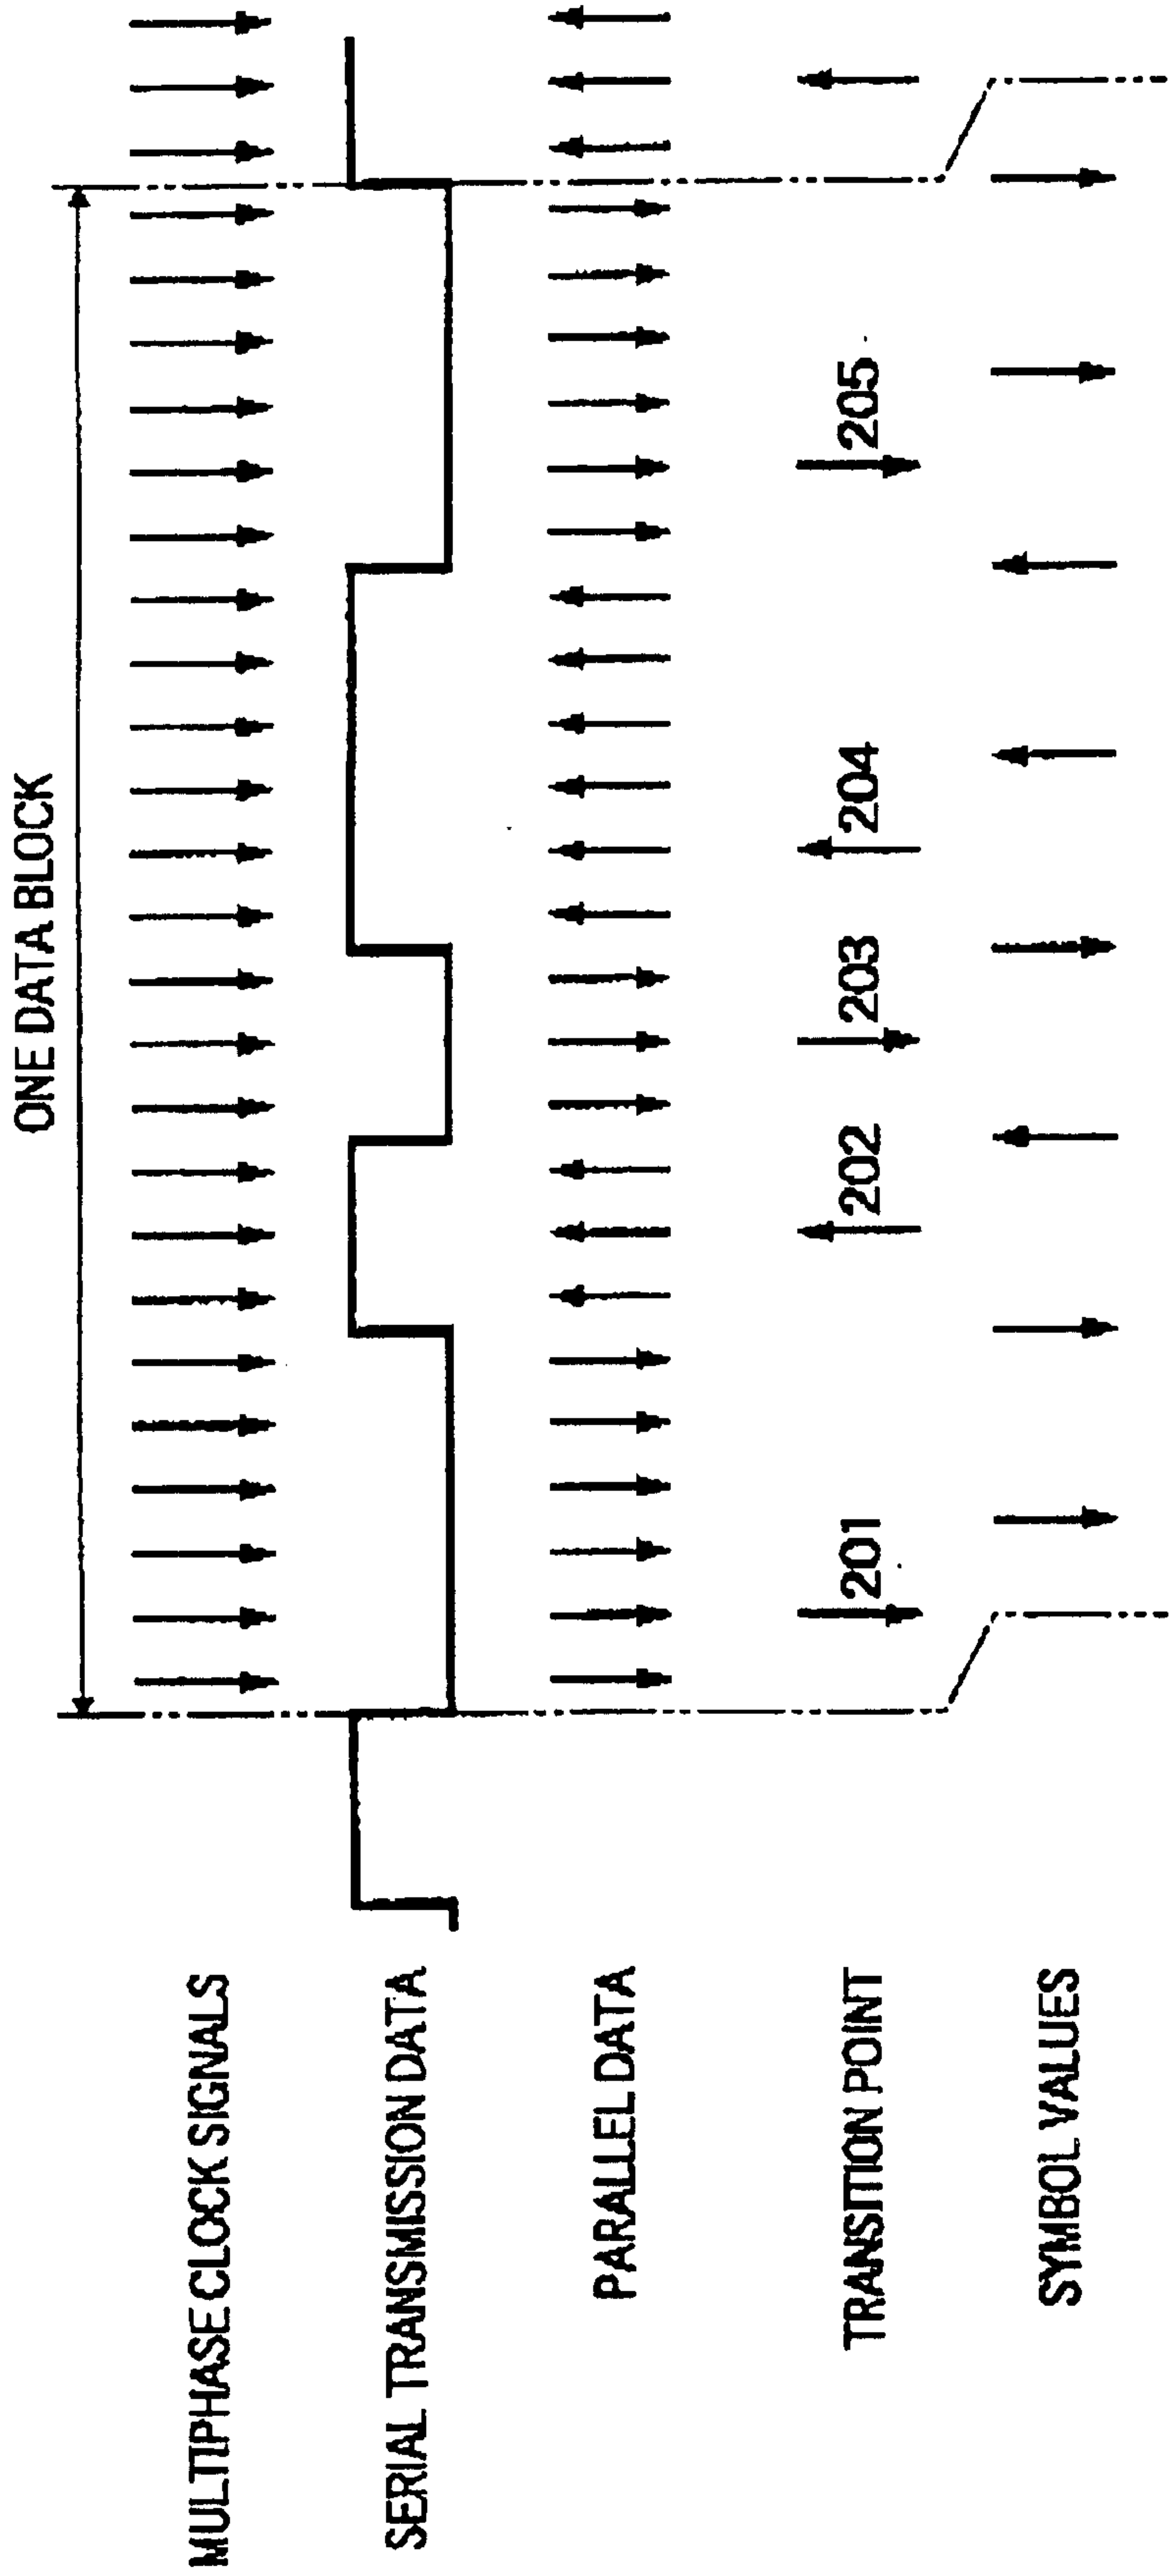 ONE DATA BLOCK
MULTIPHASE CLOCK SIGNALS
SERIAL TRANSMISSION DATA
PARALLEL DATA
TRANSITION POINT
201
202
203
204
205
SYMBOL VALUES